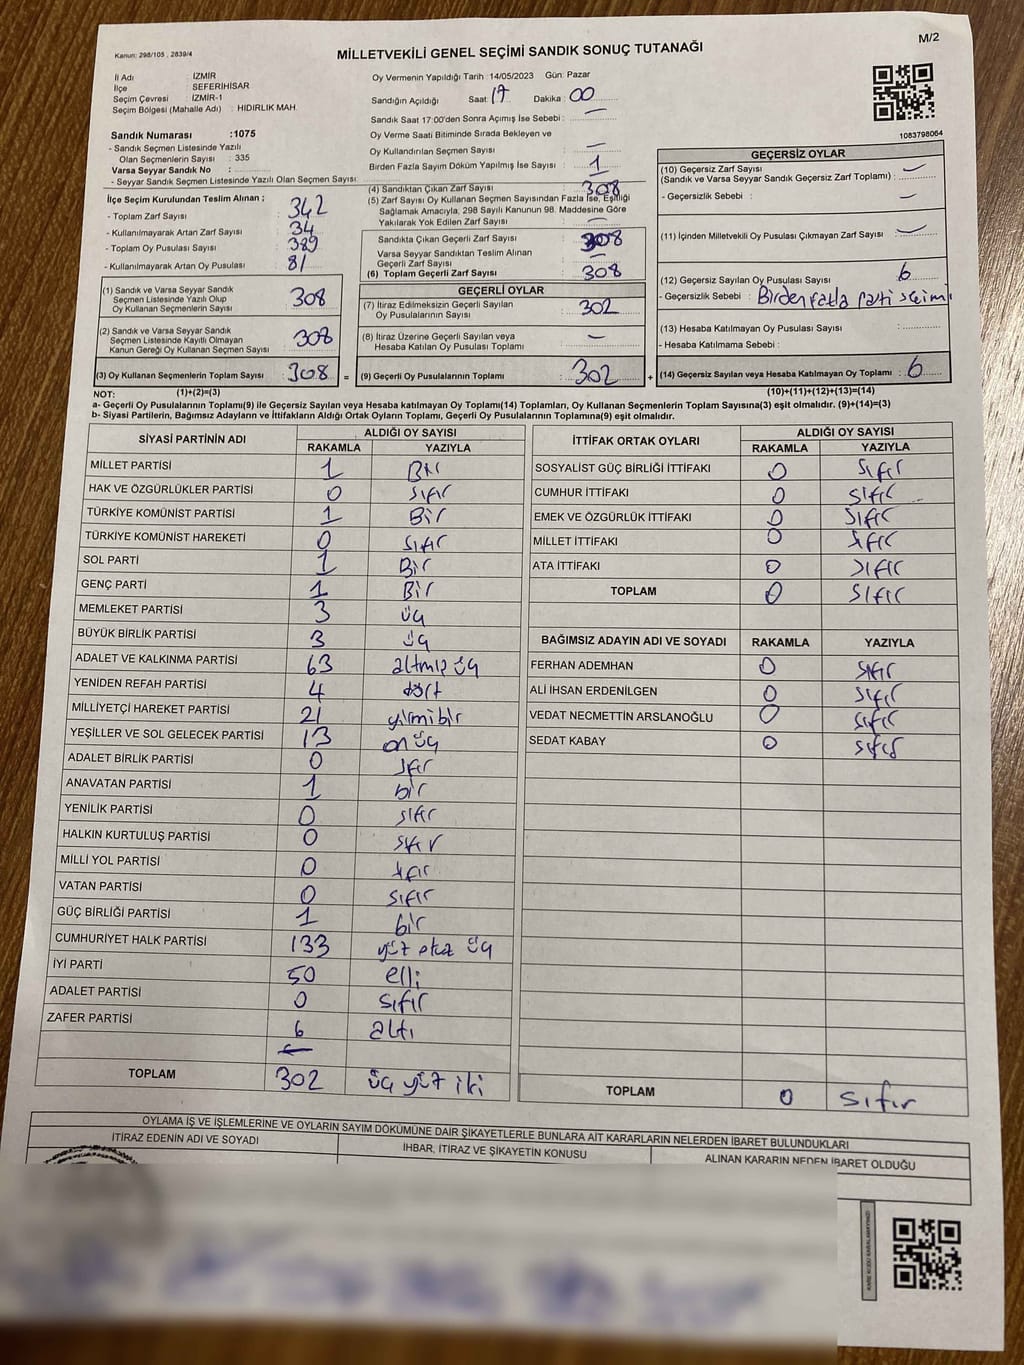 Kanun: 298/105 , 2839/4
M/2
MİLLETVEKİLİ GENEL SEÇİMİ SANDIK SONUÇ TUTANAĞI
İl Adı : İZMİR
İlçe : SEFERİHİSAR
Seçim Çevresi : İZMİR-1
Seçim Bölgesi (Mahalle Adı) : HIDIRLIK MAH.
Sandık Numarası :1075
- Sandık Seçmen Listesinde Yazılı
Olan Seçmenlerin Sayısı : 335
Varsa Seyyar Sandık No :
- Seyyar Sandık Seçmen Listesinde Yazılı Olan Seçmen Sayısı:
İlçe Seçim Kurulundan Teslim Alınan ;
- Toplam Zarf Sayısı : 342
- Kullanılmayarak Artan Zarf Sayısı : 34
- Toplam Oy Pusulası Sayısı : 389
- Kullanılmayarak Artan Oy Pusulası : 81
(1) Sandık ve Varsa Seyyar Sandık
Seçmen Listesinde Yazılı Olup
Oy Kullanan Seçmenlerin Sayısı : 308
(2) Sandık ve Varsa Seyyar Sandık
Seçmen Listesinde Kayıtlı Olmayan
Kanun Gereği Oy Kullanan Seçmen Sayısı : 308
(3) Oy Kullanan Seçmenlerin Toplam Sayısı : 308 =
NOT: (1)+(2)=(3)
Oy Vermenin Yapıldığı Tarih : 14/05/2023 Gün: Pazar
Sandığın Açıldığı Saat: 17 Dakika : 00
Sandık Saat 17:00'den Sonra Açımış İse Sebebi : —
Oy Verme Saati Bitiminde Sırada Bekleyen ve
Oy Kullandırılan Seçmen Sayısı : —
Birden Fazla Sayım Döküm Yapılmış İse Sayısı : 1
(4) Sandıktan Çıkan Zarf Sayısı : 308
(5) Zarf Sayısı Oy Kullanan Seçmen Sayısından Fazla İse, Eşitliği
Sağlamak Amacıyla, 298 Sayılı Kanunun 98. Maddesine Göre
Yakılarak Yok Edilen Zarf Sayısı : —
Sandıkta Çıkan Geçerli Zarf Sayısı : 308
Varsa Seyyar Sandıktan Teslim Alınan
Geçerli Zarf Sayısı : —
(6) Toplam Geçerli Zarf Sayısı : 308
GEÇERLİ OYLAR
(7) İtiraz Edilmeksizin Geçerli Sayılan
Oy Pusulalarının Sayısı : 302
(8) İtiraz Üzerine Geçerli Sayılan veya
Hesaba Katılan Oy Pusulası Toplamı : —
(9) Geçerli Oy Pusulalarının Toplamı : 302 +
1083798064
GEÇERSİZ OYLAR
(10) Geçersiz Zarf Sayısı
(Sandık ve Varsa Seyyar Sandık Geçersiz Zarf Toplamı) : —
- Geçersizlik Sebebi : —
(11) İçinden Milletvekili Oy Pusulası Çıkmayan Zarf Sayısı : —
(12) Geçersiz Sayılan Oy Pusulası Sayısı : 6
- Geçersizlik Sebebi : Birden fazla parti seçimi
(13) Hesaba Katılmayan Oy Pusulası Sayısı :
- Hesaba Katılmama Sebebi :
(14) Geçersiz Sayılan veya Hesaba Katılmayan Oy Toplamı : 6
(10)+(11)+(12)+(13)=(14)
a- Geçerli Oy Pusulalarının Toplamı(9) ile Geçersiz Sayılan veya Hesaba katılmayan Oy Toplamı(14) Toplamları, Oy Kullanan Seçmenlerin Toplam Sayısına(3) eşit olmalıdır. (9)+(14)=(3)
b- Siyasi Partilerin, Bağımsız Adayların ve İttifakların Aldığı Ortak Oyların Toplamı, Geçerli Oy Pusulalarının Toplamına(9) eşit olmalıdır.
SİYASİ PARTİNİN ADI ALDIĞI OY SAYISI
RAKAMLA YAZIYLA
MİLLET PARTİSİ 1 Bir
HAK VE ÖZGÜRLÜKLER PARTİSİ 0 sıfır
TÜRKİYE KOMÜNİST PARTİSİ 1 Bir
TÜRKİYE KOMÜNİST HAREKETİ 0 sıfır
SOL PARTİ 1 Bir
GENÇ PARTİ 1 Bir
MEMLEKET PARTİSİ 3 üç
BÜYÜK BİRLİK PARTİSİ 3 üç
ADALET VE KALKINMA PARTİSİ 63 altmış üç
YENİDEN REFAH PARTİSİ 4 dört
MİLLİYETÇİ HAREKET PARTİSİ 21 yirmibir
YEŞİLLER VE SOL GELECEK PARTİSİ 13 on üç
ADALET BİRLİK PARTİSİ 0 sıfır
ANAVATAN PARTİSİ 1 bir
YENİLİK PARTİSİ 0 sıfır
HALKIN KURTULUŞ PARTİSİ 0 sıfır
MİLLİ YOL PARTİSİ 0 sıfır
VATAN PARTİSİ 0 sıfır
GÜÇ BİRLİĞİ PARTİSİ 1 bir
CUMHURİYET HALK PARTİSİ 133 yüz otuz üç
İYİ PARTİ 50 elli
ADALET PARTİSİ 0 sıfır
ZAFER PARTİSİ 6 altı
TOPLAM 302 üç yüz iki
İTTİFAK ORTAK OYLARI ALDIĞI OY SAYISI
RAKAMLA YAZIYLA
SOSYALİST GÜÇ BİRLİĞİ İTTİFAKI 0 sıfır
CUMHUR İTTİFAKI 0 sıfır
EMEK VE ÖZGÜRLÜK İTTİFAKI 0 sıfır
MİLLET İTTİFAKI 0 sıfır
ATA İTTİFAKI 0 sıfır
TOPLAM 0 sıfır
BAĞIMSIZ ADAYIN ADI VE SOYADI RAKAMLA YAZIYLA
FERHAN ADEMHAN 0 sıfır
ALİ İHSAN ERDENİLGEN 0 sıfır
VEDAT NECMETTİN ARSLANOĞLU 0 sıfır
SEDAT KABAY 0 sıfır
TOPLAM 0 sıfır
OYLAMA İŞ VE İŞLEMLERİNE VE OYLARIN SAYIM DÖKÜMÜNE DAİR ŞİKAYETLERLE BUNLARA AİT KARARLARIN NELERDEN İBARET BULUNDUKLARI
İTİRAZ EDENİN ADI VE SOYADI İHBAR, İTİRAZ VE ŞİKAYETİN KONUSU ALINAN KARARIN NEDEN İBARET OLDUĞU
KARE KODU KARALAMAYINIZ!